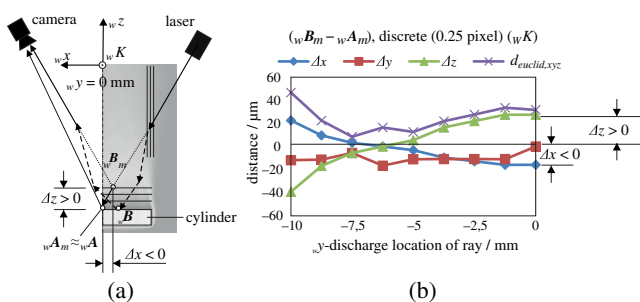 camera
laser
wz
wx
wK
wy = 0 mm
wBm
Δz > 0
wB
cylinder
wAm ≈ wA
Δx < 0
(a)
(wBm − wAm), discrete (0.25 pixel) (wK)
Δx Δy Δz deuclid,xyz
distance / µm
60
40
20
0
−20
−40
−60
−10 −7,5 −5 −2,5 0
wy-discharge location of ray / mm
Δz > 0
Δx < 0
(b)